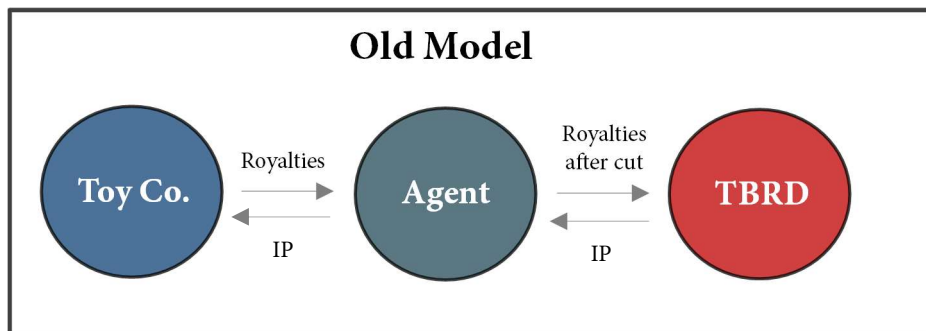 Old Model
Toy Co.
Royalties
IP
Agent
Royalties
after cut
IP
TBRD